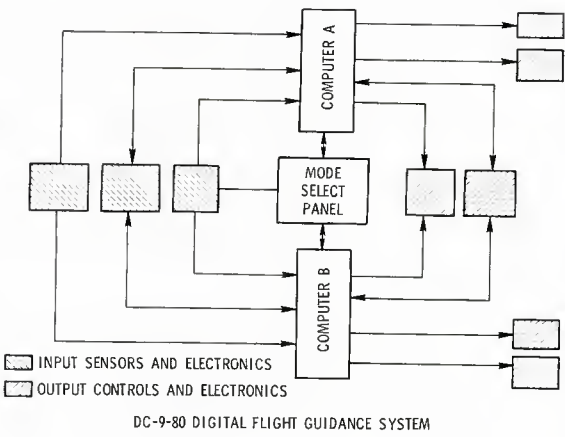 COMPUTER A
MODE
SELECT
PANEL
COMPUTER B
INPUT SENSORS AND ELECTRONICS
OUTPUT CONTROLS AND ELECTRONICS
DC-9-80 DIGITAL FLIGHT GUIDANCE SYSTEM